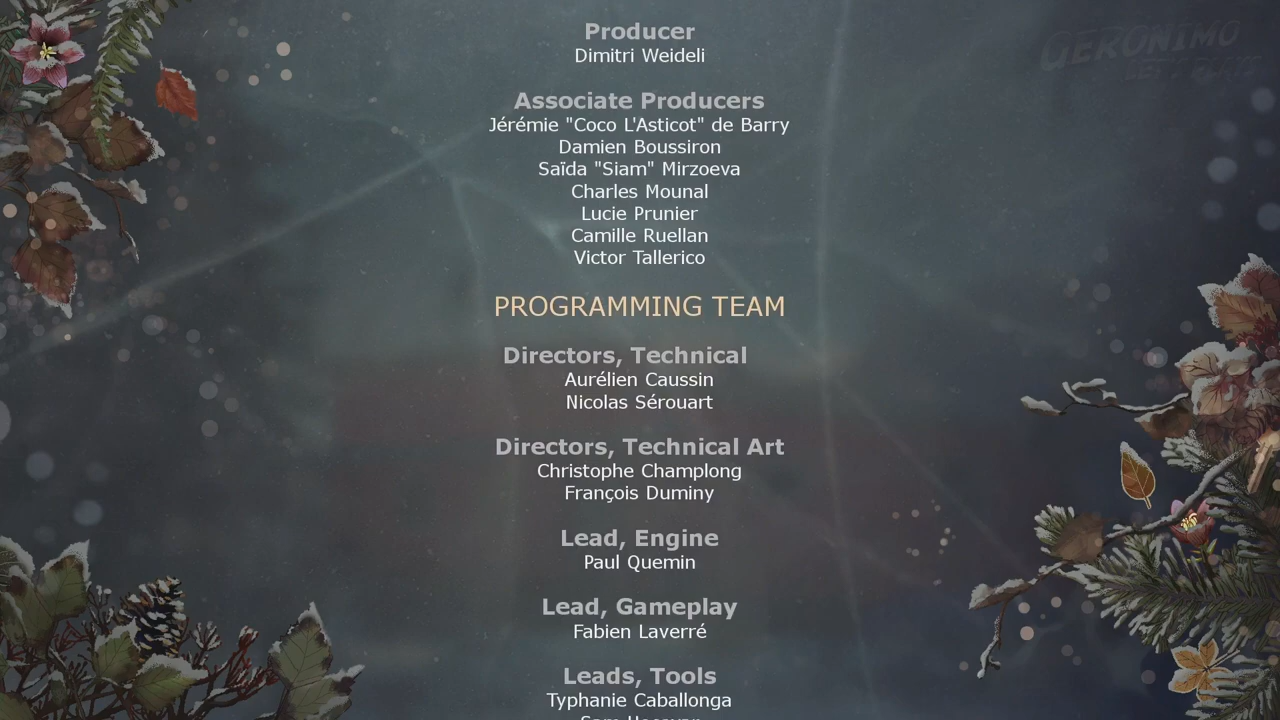 GERONIMO
Producer
Dimitri Weideli
Associate Producers
Jérémie "Coco L'Asticot" de Barry
Damien Boussiron
Saïda "Siam" Mirzoeva
Charles Mounal
Lucie Prunier
Camille Ruellan
Victor Tallerico
PROGRAMMING TEAM
Directors, Technical
Aurélien Caussin
Nicolas Sérouart
Directors, Technical Art
Christophe Champlong
François Duminy
Lead, Engine
Paul Quemin
Lead, Gameplay
Fabien Laverré
Leads, Tools
Typhanie Caballonga